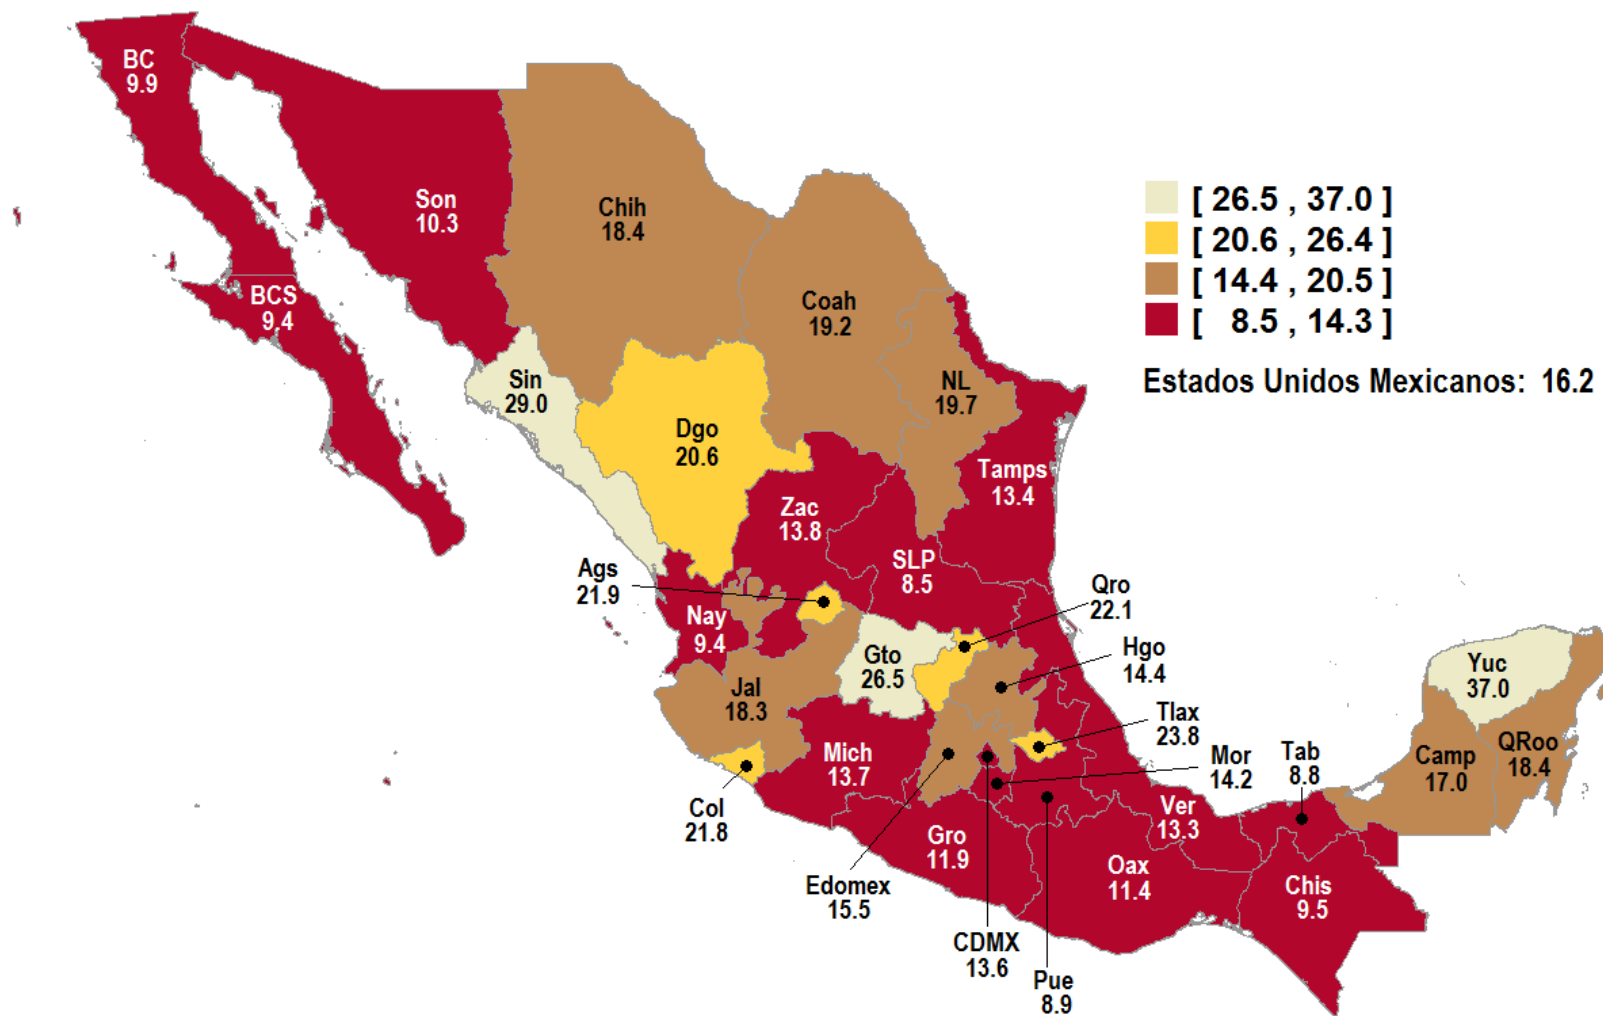 BC
9.9
Son
10.3
Chih
18.4
BCS
9.4
Coah
19.2
Sin
29.0
NL
19.7
Dgo
20.6
Tamps
13.4
Zac
13.8
SLP
8.5
Ags
21.9
Nay
9.4
Qro
22.1
Gto
26.5
Hgo
14.4
Jal
18.3
Tlax
23.8
Mich
13.7
Mor
14.2
Tab
8.8
Yuc
37.0
Camp
17.0
QRoo
18.4
Col
21.8
Ver
13.3
Gro
11.9
Oax
11.4
Chis
9.5
Edomex
15.5
CDMX
13.6
Pue
8.9
[ 26.5 , 37.0 ]
[ 20.6 , 26.4 ]
[ 14.4 , 20.5 ]
[ 8.5 , 14.3 ]
Estados Unidos Mexicanos: 16.2